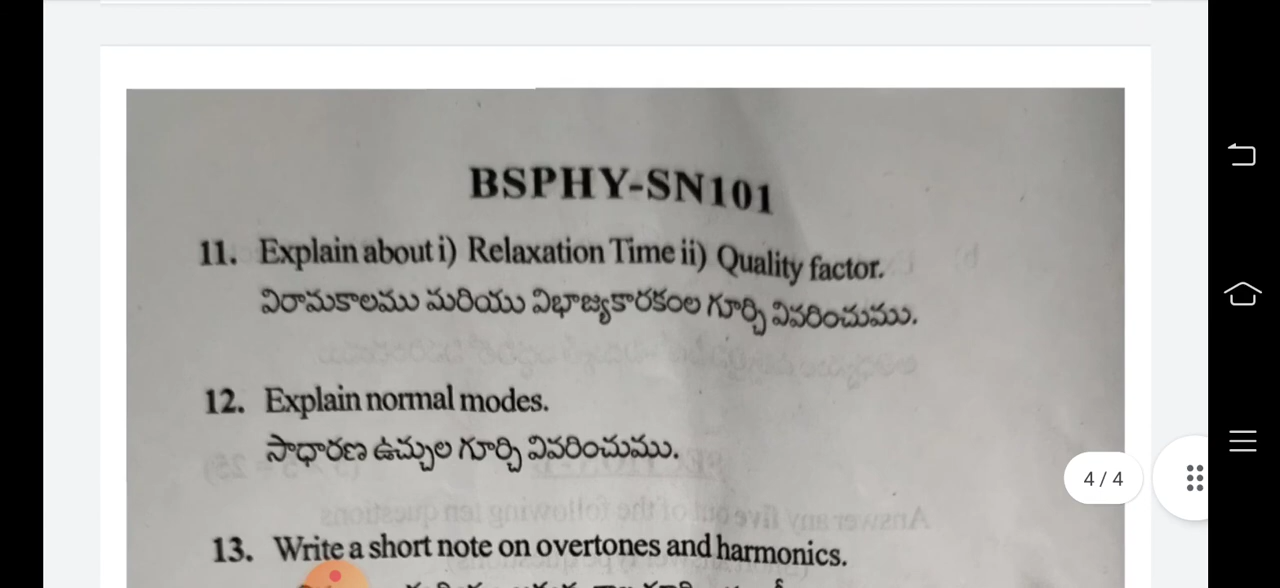 BSPHY-SN101
11. Explain about i) Relaxation Time ii) Quality factor.
విరామకాలము మరియు విభాజ్యకారకంల గూర్చి వివరించుము.
12. Explain normal modes.
సాధారణ ఉచ్చుల గూర్చి వివరించుము.
4 / 4
13. Write a short note on overtones and harmonics.